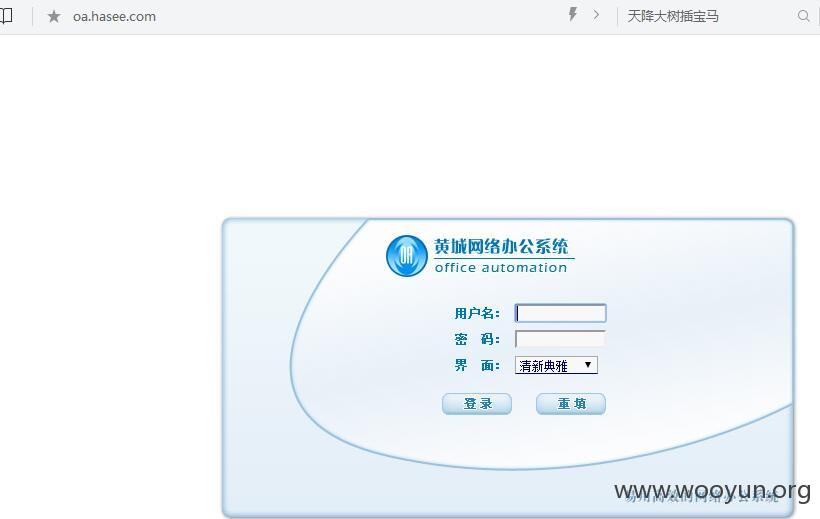 oa.hasee.com
天降大树插宝马
OA 黄城网络办公系统
office automation
用户名：
密 码：
界 面： 清新典雅
登 录 重 填
www.wooyun.org